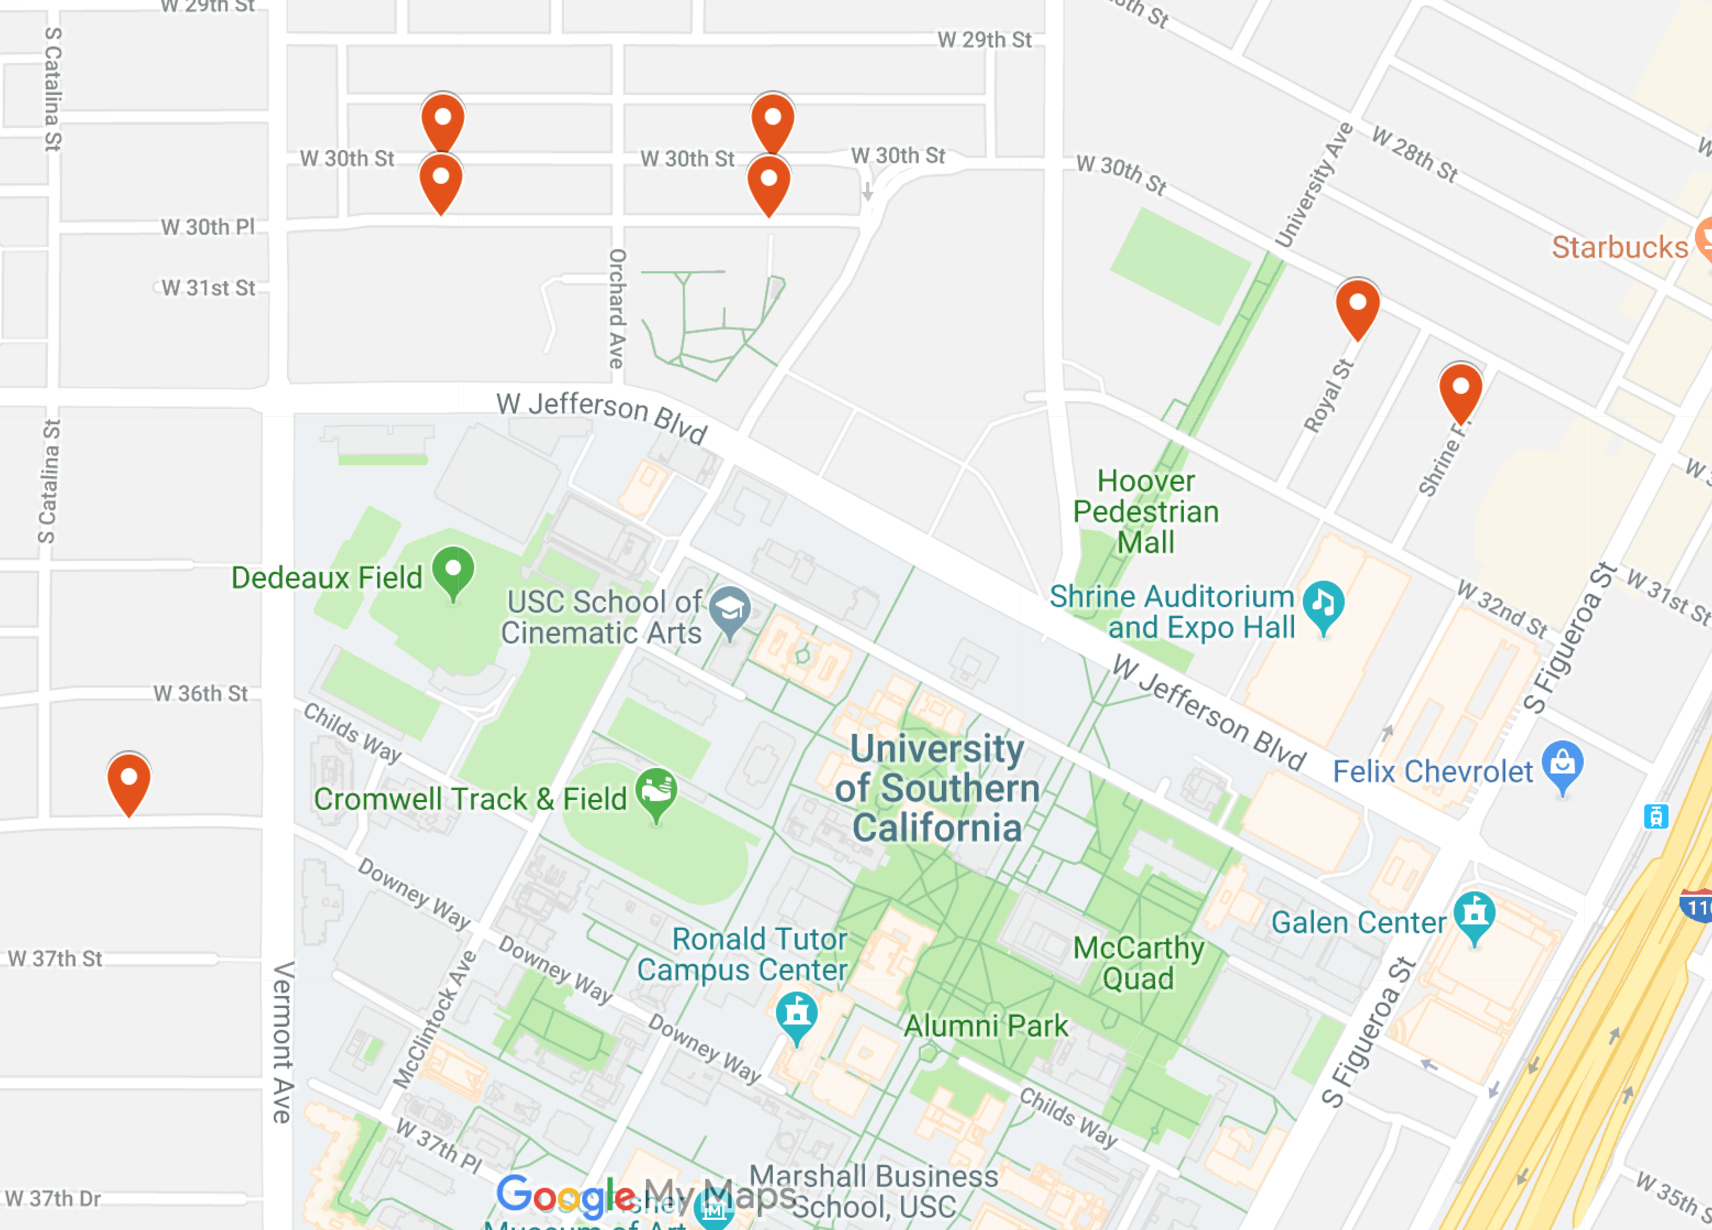 W 29th St
S Catalina St
W 29th St
W 28th St
University Ave
W 30th St
W 30th St
W 30th St
W 30th St
W 30th Pl
Starbucks
W 31st St
Orchard Ave
Royal St
Shrine
W Jefferson Blvd
S Catalina St
Hoover
Pedestrian
Mall
Dedeaux Field
USC School of
Cinematic Arts
Shrine Auditorium
and Expo Hall
W 32nd St
W 31st St
S Figueroa St
W Jefferson Blvd
W 36th St
Childs Way
University
of Southern
California
Felix Chevrolet
Cromwell Track & Field
110
Downey Way
Galen Center
Ronald Tutor
Campus Center
McCarthy
Quad
W 37th St
Downey Way
Vermont Ave
McClintock Ave
Alumni Park
Downey Way
S Figueroa St
Childs Way
W 37th Pl
Marshall Business
School, USC
Google My Maps
W 37th Dr
W 35th S
Museum of Art